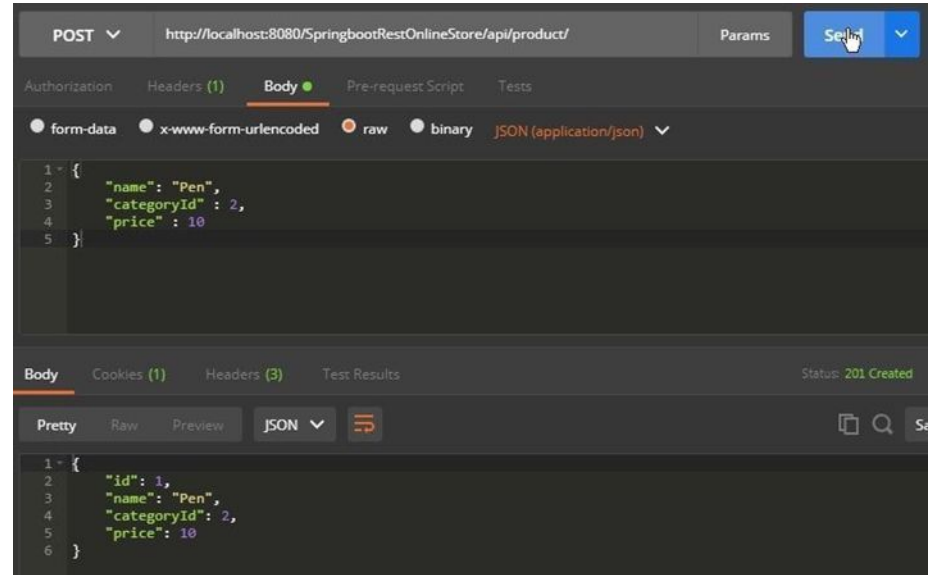 POST http://localhost:8080/SpringbootRestOnlineStore/api/product/ Params Send
Authorization Headers (1) Body Pre-request Script Tests
form-data x-www-form-urlencoded raw binary JSON (application/json)
1 {
2 "name": "Pen",
3 "categoryId" : 2,
4 "price" : 10
5 }
Body Cookies (1) Headers (3) Test Results Status: 201 Created
Pretty Raw Preview JSON Sa
1 {
2 "id": 1,
3 "name": "Pen",
4 "categoryId": 2,
5 "price": 10
6 }